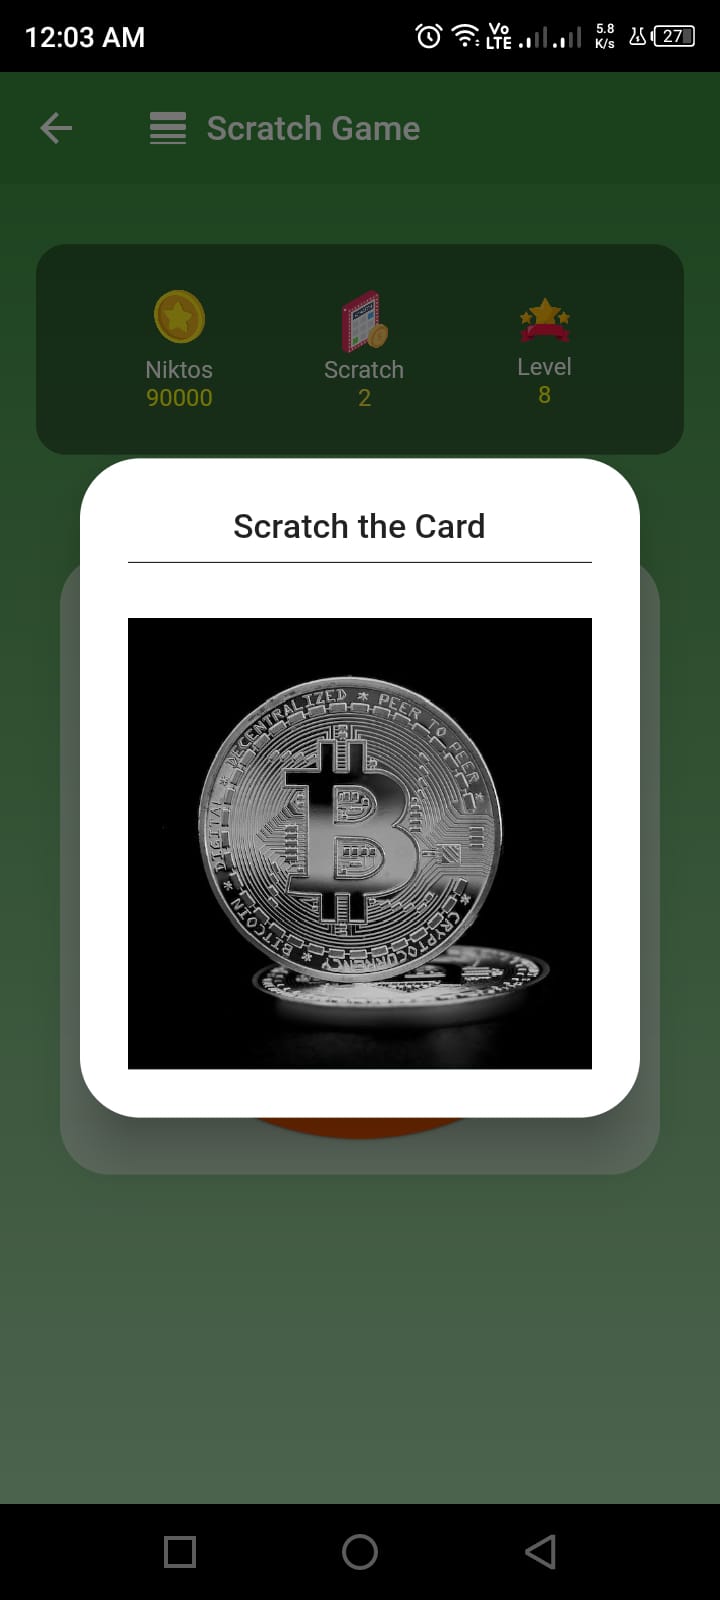 12:03 AM Vo LTE 5.8 K/s 27
Scratch Game
Niktos Scratch Level
90000 2 8
Scratch the Card
DIGITAL * DECENTRALIZED * PEER TO PEER *
BITCOIN * * CRYPTOCURRENCY